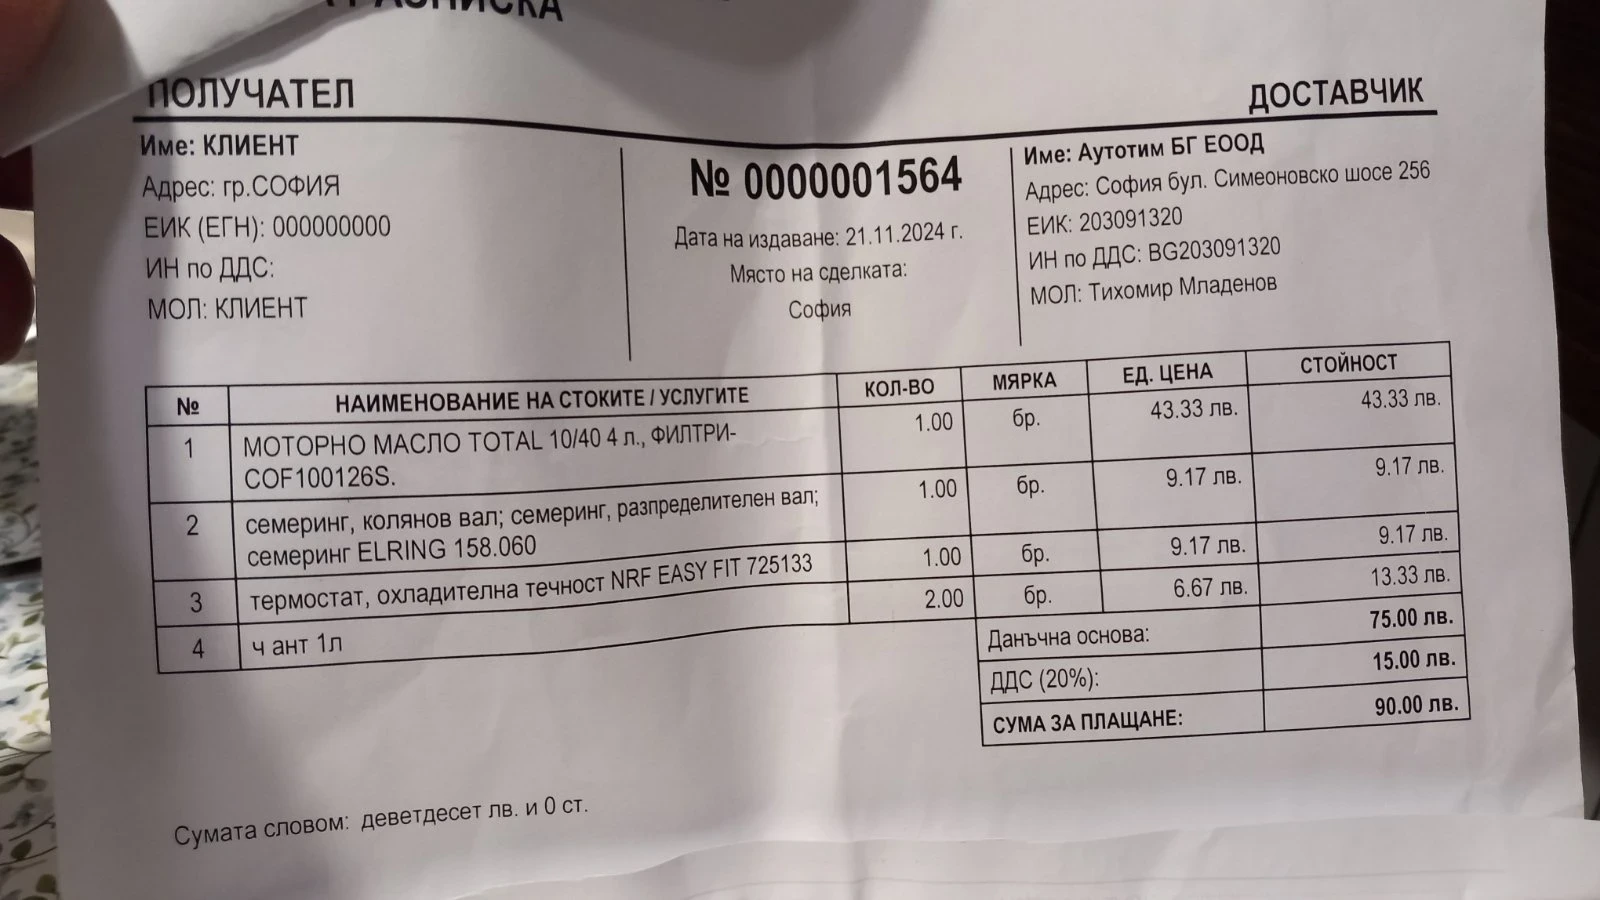 ПОЛУЧАТЕЛ
Име: КЛИЕНТ
Адрес: гр.СОФИЯ
ЕИК (ЕГН): 000000000
ИН по ДДС:
МОЛ: КЛИЕНТ
№ 0000001564
Дата на издаване: 21.11.2024 г.
Място на сделката:
София
ДОСТАВЧИК
Име: Аутотим БГ ЕООД
Адрес: София бул. Симеоновско шосе 256
ЕИК: 203091320
ИН по ДДС: BG203091320
МОЛ: Тихомир Младенов
№ НАИМЕНОВАНИЕ НА СТОКИТЕ / УСЛУГИТЕ КОЛ-ВО МЯРКА ЕД. ЦЕНА СТОЙНОСТ
1 МОТОРНО МАСЛО TOTAL 10/40 4 л., ФИЛТРИ- 1.00 бр. 43.33 лв. 43.33 лв.
COF100126S.
2 семеринг, колянов вал; семеринг, разпределителен вал; 1.00 бр. 9.17 лв. 9.17 лв.
семеринг ELRING 158.060
3 термостат, охладителна течност NRF EASY FIT 725133 1.00 бр. 9.17 лв. 9.17 лв.
4 ч ант 1л 2.00 бр. 6.67 лв. 13.33 лв.
Данъчна основа: 75.00 лв.
ДДС (20%): 15.00 лв.
СУМА ЗА ПЛАЩАНЕ: 90.00 лв.
Сумата словом: деветдесет лв. и 0 ст.